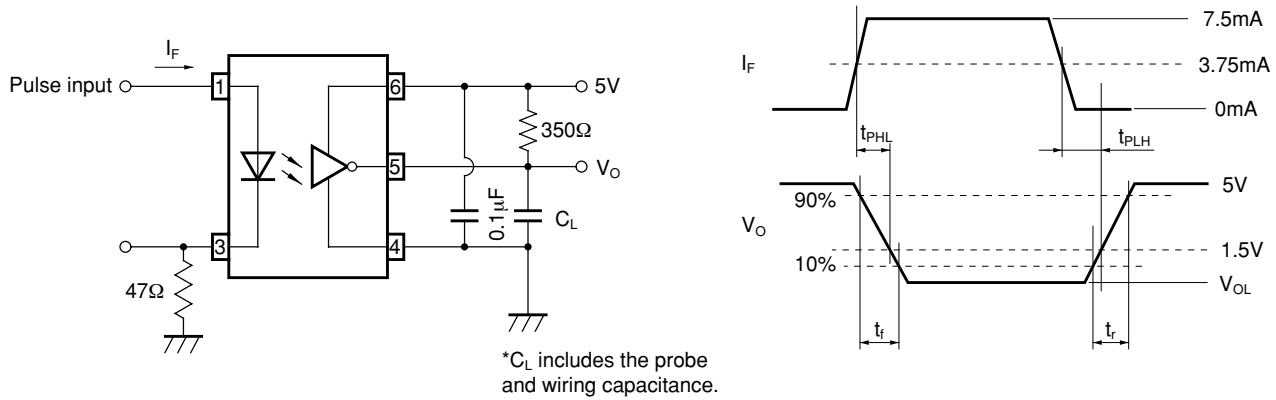 I_F
Pulse input
1
6
5V
350Ω
5
V_O
0.1µF
C_L
3
4
47Ω
*C_L includes the probe
and wiring capacitance.
7.5mA
I_F
3.75mA
0mA
t_PHL
t_PLH
5V
90%
V_O
1.5V
10%
V_OL
t_f
t_r